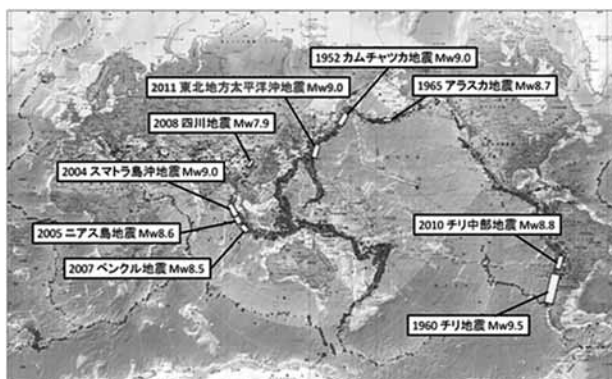 1952 カムチャツカ地震 Mw9.0
2011 東北地方太平洋沖地震 Mw9.0
1965 アラスカ地震 Mw8.7
2008 四川地震 Mw7.9
2004 スマトラ島沖地震 Mw9.0
2005 ニアス島地震 Mw8.6
2010 チリ中部地震 Mw8.8
2007 ベンクル地震 Mw8.5
1960 チリ地震 Mw9.5